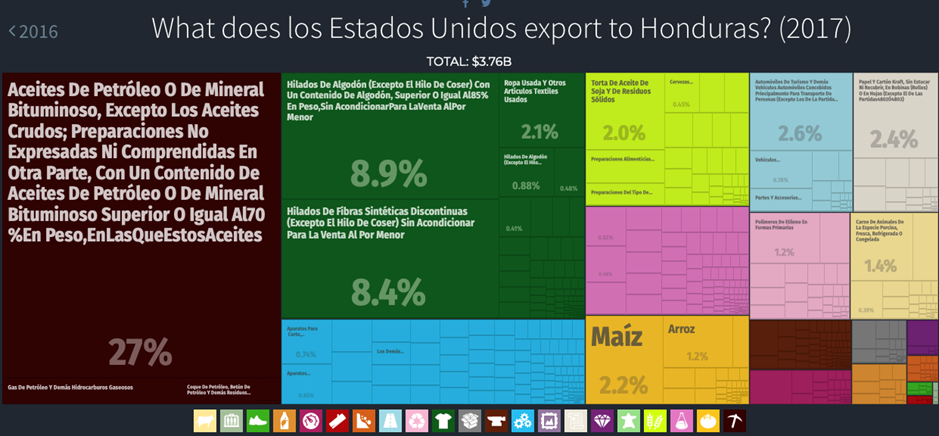 <2016
What does los Estados Unidos export to Honduras? (2017)
TOTAL: $3.76B
Aceites De Petróleo O De Mineral
Bituminoso, Excepto Los Aceites
Crudos; Preparaciones No
Expresadas Ni Comprendidas En
Otra Parte, Con Un Contenido De
Aceites De Petróleo O De Mineral
Bituminoso Superior O Igual Al70
%En Peso,EnLasQueEstosAceites
27%
Gas De Petróleo Y Demás Hidrocarburos Gaseosos
Coque De Petróleo, Betún De
Petróleo Y Demás Residuos...
Hilados De Algodón (Excepto El Hilo De Coser) Con
Un Contenido De Algodón, Superior O Igual Al85%
En Peso,Sin AcondicionarPara LaVenta AlPor
Menor
8.9%
Hilados De Fibras Sintéticas Discontinuas
(Excepto El Hilo De Coser) Sin Acondicionar
Para La Venta Al Por Menor
8.4%
Ropa Usada Y Otros
Artículos Textiles
Usados
2.1%
Hilados De Algodón
(Excepto El Hilo...
0.88%
0.48%
0.41%
Aparatos Para
Corte,...
0.74%
Los Demás...
Aparatos...
Torta De Aceite De
Soja Y De Residuos
Sólidos
2.0%
Cervezas...
0.45%
Preparaciones Alimenticias...
Preparaciones Del Tipo De...
Maíz
2.2%
Arroz
1.2%
Automóviles De Turismo Y Demás
Vehículos Automóviles Concebidos
Principalmente Para Transporte De
Personas (Excepto Los De La Partida...
2.6%
Vehículos...
Partes Y Accesorios...
Papel Y Cartón Kraft, Sin Estucar
Ni Recubrir, En Bobinas (Rollos)
O En Hojas (Excepto El De Las
2.4%
Polímeros De Etileno En
Formas Primarias
1.2%
Carne De Animales De
La Especie Porcina,
Fresca, Refrigerada O
Congelada
1.4%